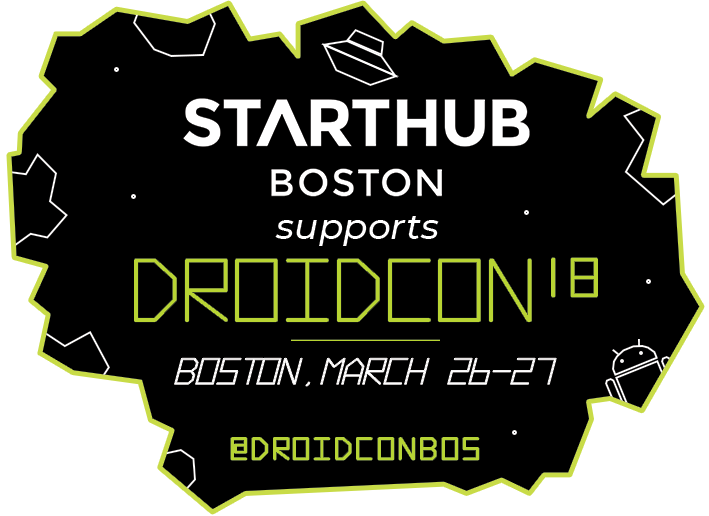 STARTHUB
BOSTON
supports
DROIDCON'18
BOSTON, MARCH 26-27
@DROIDCONBOS